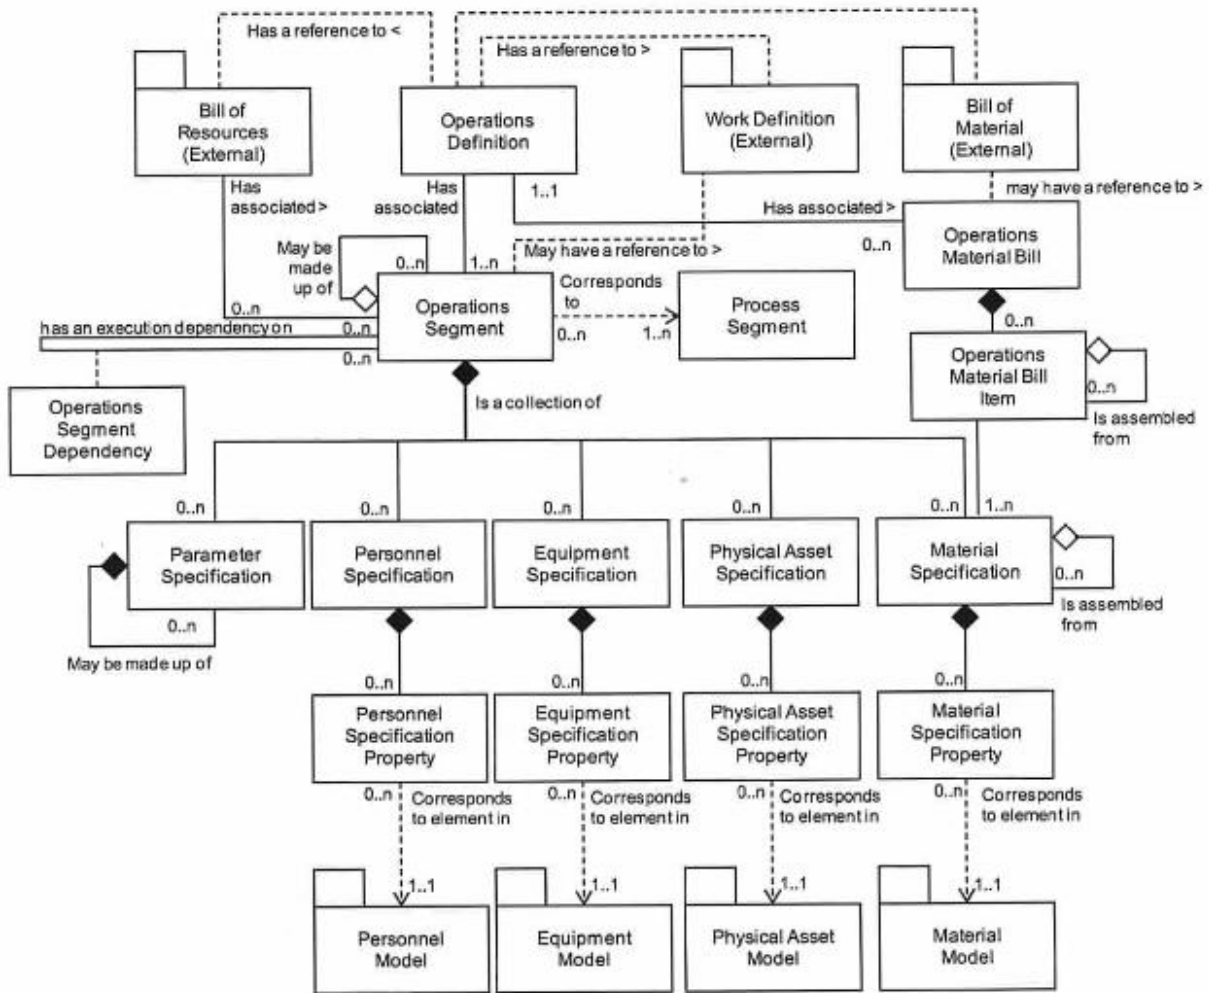 Has a reference to <
Has a reference to >
Bill of
Resources
(External)
Operations
Definition
Work Definition
(External)
Bill of
Material
(External)
Has
associated >
Has
associated
1..1
Has associated >
0..n
may have a reference to >
Operations
Material Bill
May be
made
up of
0..n
1..n
May have a reference to >
0..n
Operations
Segment
Corresponds
to
0..n
1..n
Process
Segment
has an execution dependency on
0..n
0..n
0..n
Operations
Material Bill
Item
0..n
Is assembled
from
Operations
Segment
Dependency
Is a collection of
0..n
0..n
0..n
0..n
0..n
1..n
Parameter
Specification
Personnel
Specification
Equipment
Specification
Physical Asset
Specification
Material
Specification
0..n
Is assembled
from
0..n
May be made up of
0..n
0..n
0..n
0..n
Personnel
Specification
Property
Equipment
Specification
Property
Physical Asset
Specification
Property
Material
Specification
Property
0..n
Corresponds
to element in
0..n
Corresponds
to element in
0..n
Corresponds
to element in
0..n
Corresponds
to element in
1..1
1..1
1..1
1..1
Personnel
Model
Equipment
Model
Physical Asset
Model
Material
Model